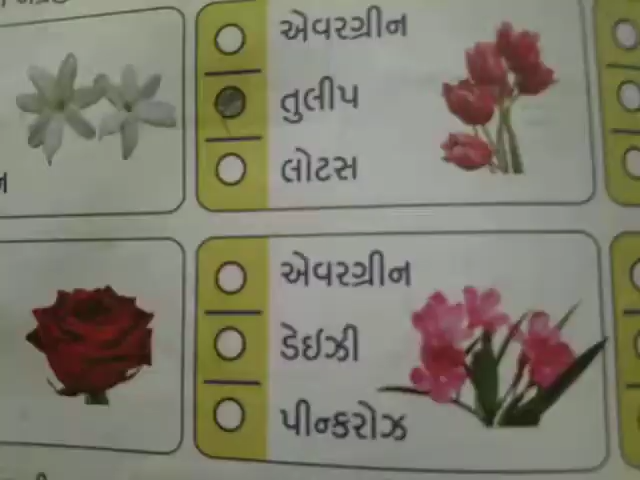 એવરગ્રીન
તુલીપ
લોટસ
એવરગ્રીન
ડેઇઝી
પીન્કરોઝ